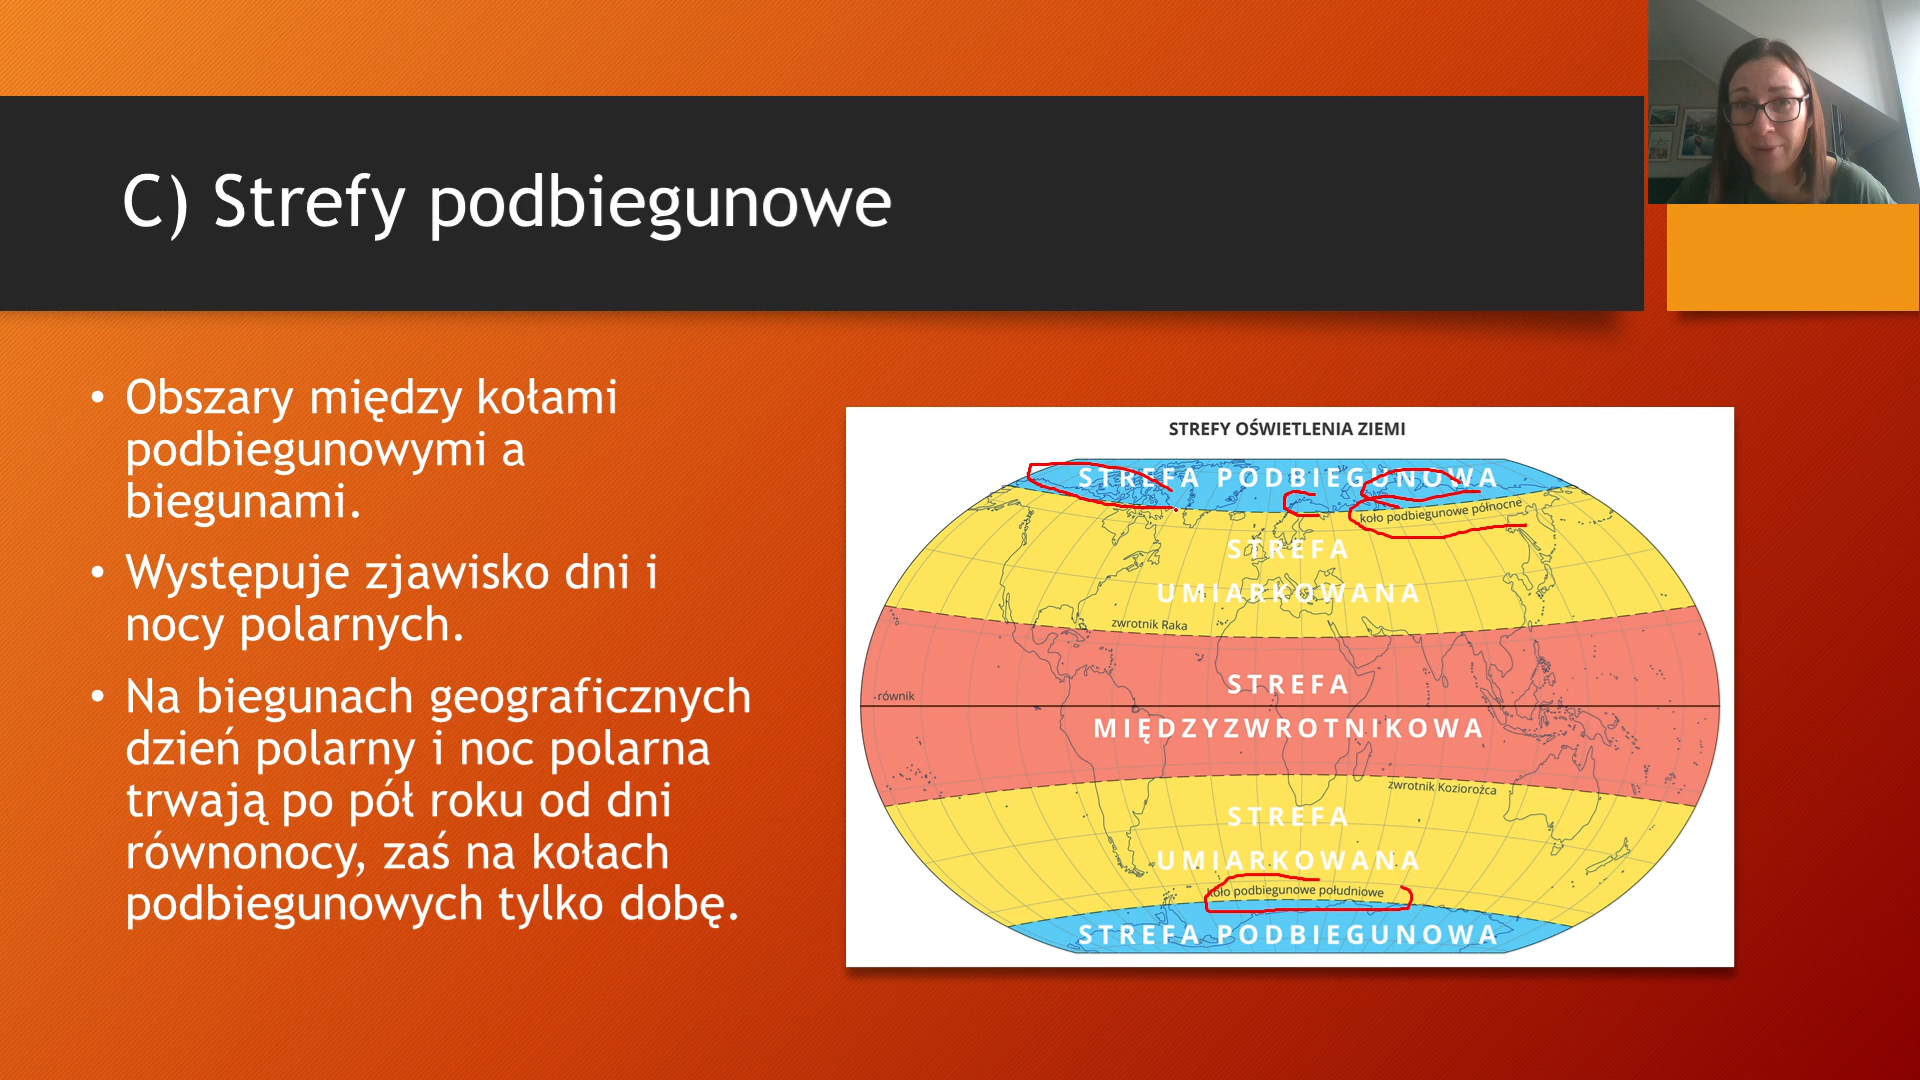 C) Strefy podbiegunowe
• Obszary między kołami
podbiegunowymi a
biegunami.
• Występuje zjawisko dni i
nocy polarnych.
• Na biegunach geograficznych
dzień polarny i noc polarna
trwają po pół roku od dni
równonocy, zaś na kołach
podbiegunowych tylko dobę.
STREFY OŚWIETLENIA ZIEMI
STREFA PODBIEGUNOWA
koło podbiegunowe północne
STREFA
UMIARKOWANA
zwrotnik Raka
STREFA
równik
MIĘDZYZWROTNIKOWA
zwrotnik Koziorożca
STREFA
UMIARKOWANA
koło podbiegunowe południowe
STREFA PODBIEGUNOWA